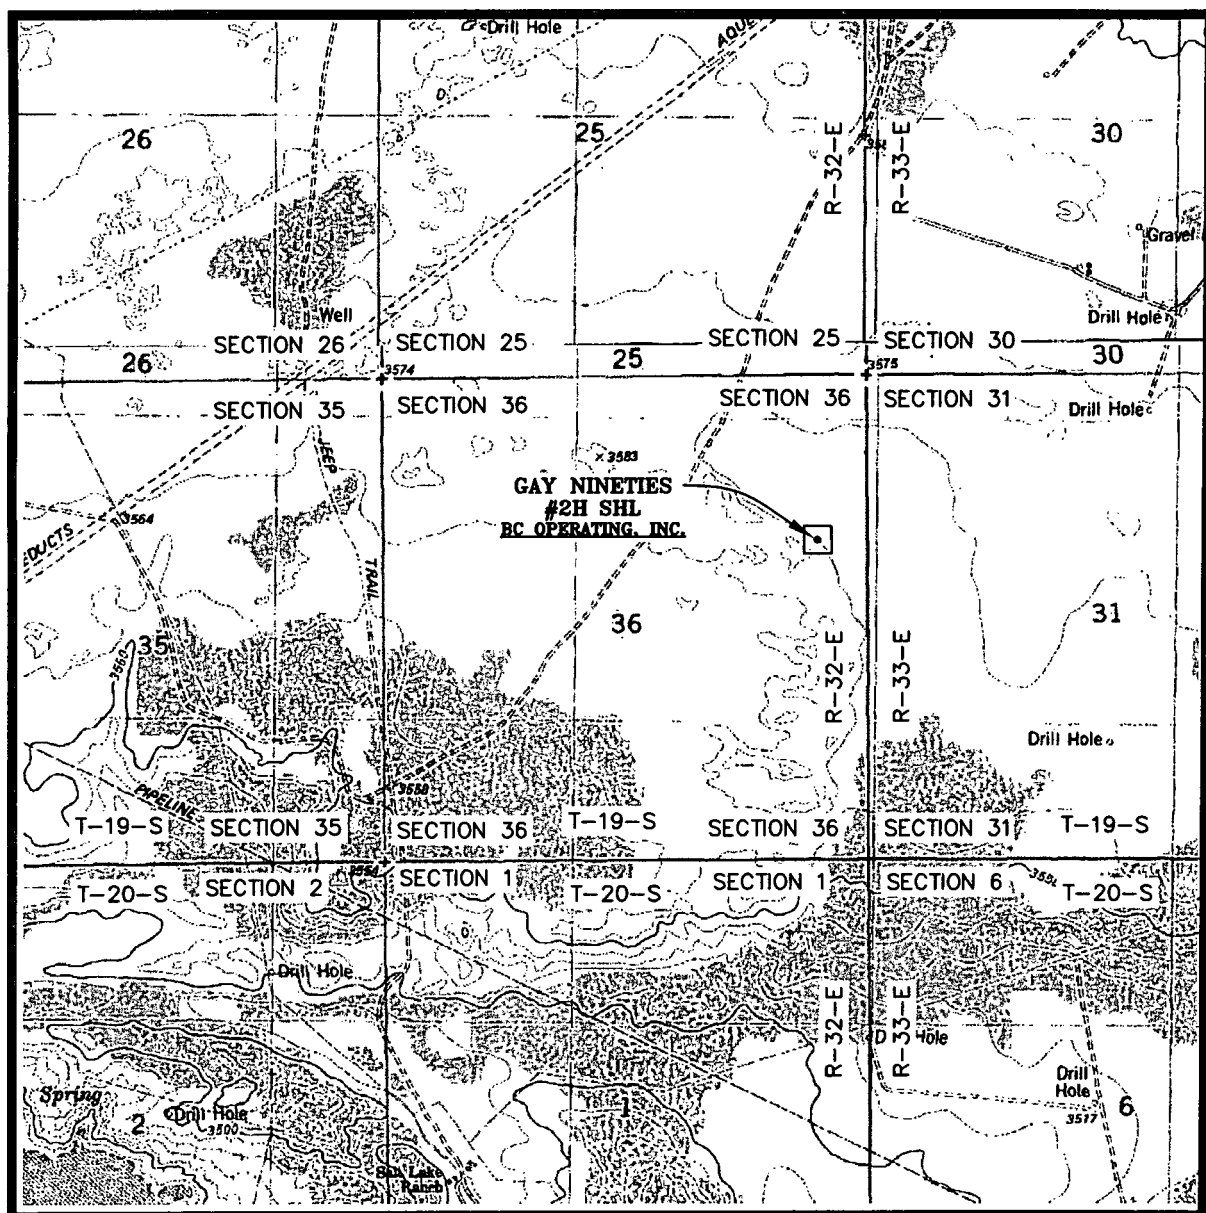 Drill Hole
26
25
30
R-32-E
R-33-E
Gravel
Well
Drill Hole
SECTION 26
SECTION 25
SECTION 25
SECTION 30
26
25
30
3574
3575
SECTION 35
SECTION 36
SECTION 36
SECTION 31
Drill Hole
JEEP
3583
GAY NINETIES
#2H SHL
BC OPERATING, INC.
3564
EDUCTS
TRAIL
35
36
31
3560
R-32-E
R-33-E
Drill Hole
PIPELINE
3558
T-19-S
SECTION 35
SECTION 36
T-19-S
SECTION 36
SECTION 31
T-19-S
T-20-S
SECTION 2
SECTION 1
T-20-S
SECTION 1
SECTION 6
T-20-S
Drill Hole
R-32-E
R-33-E
Hole
Spring
2
Drill Hole
3500
1
Drill
Hole
3517
6
Salt Lake
Ranch